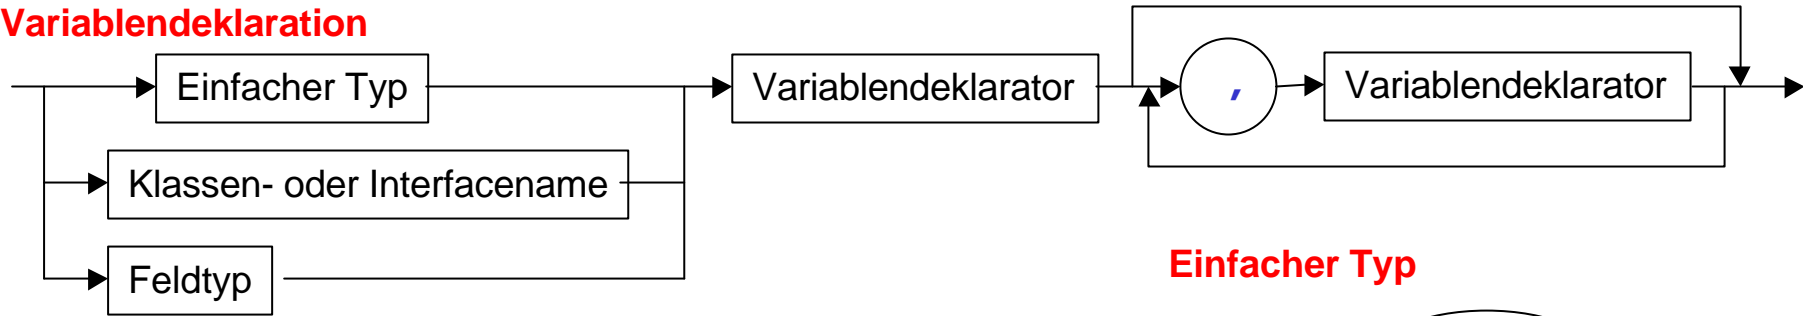 Variablendeklaration
Einfacher Typ
Variablendeklarator
,
Variablendeklarator
Klassen- oder Interfacename
Feldtyp
Einfacher Typ